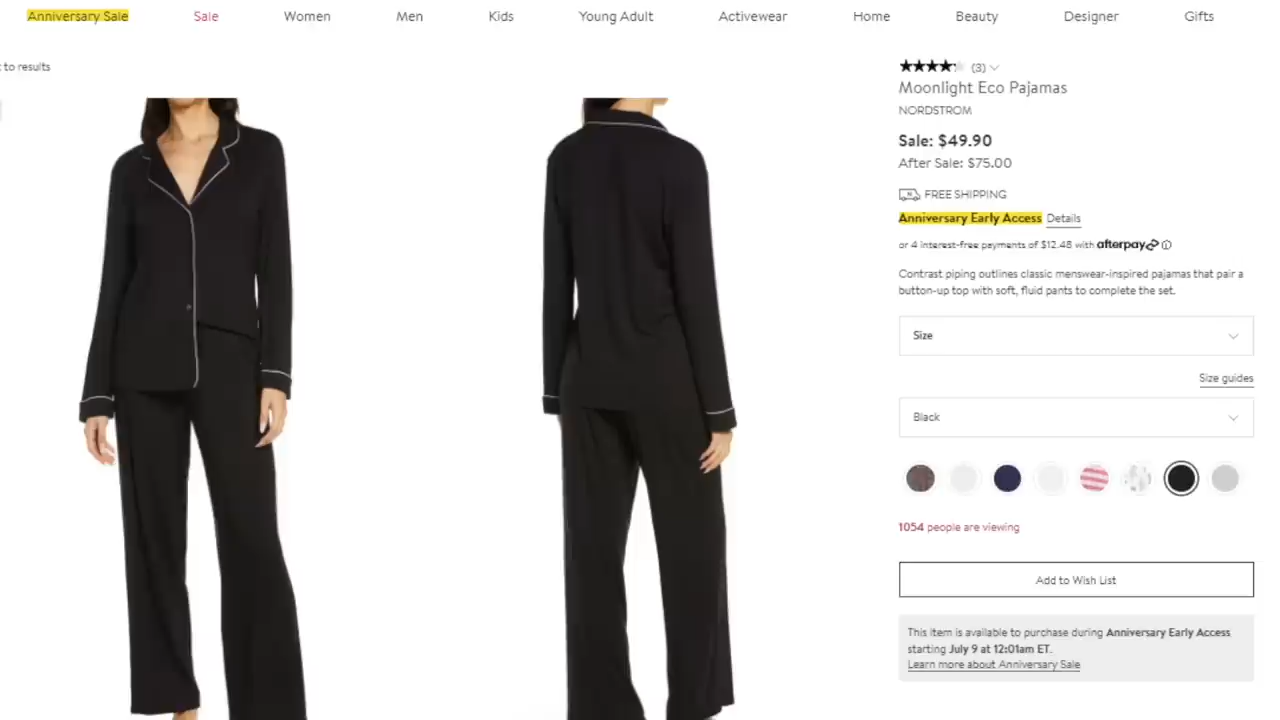 Anniversary Sale
Sale
Women
Men
Kids
Young Adult
Activewear
Home
Beauty
Designer
Gifts
to results
(3)
Moonlight Eco Pajamas
NORDSTROM
Sale: $49.90
After Sale: $75.00
FREE SHIPPING
Anniversary Early Access Details
or 4 interest-free payments of $12.48 with afterpay
Contrast piping outlines classic menswear-inspired pajamas that pair a
button-up top with soft, fluid pants to complete the set.
Size
Size guides
Black
1054 people are viewing
Add to Wish List
This item is available to purchase during Anniversary Early Access
starting July 9 at 12:01am ET.
Learn more about Anniversary Sale